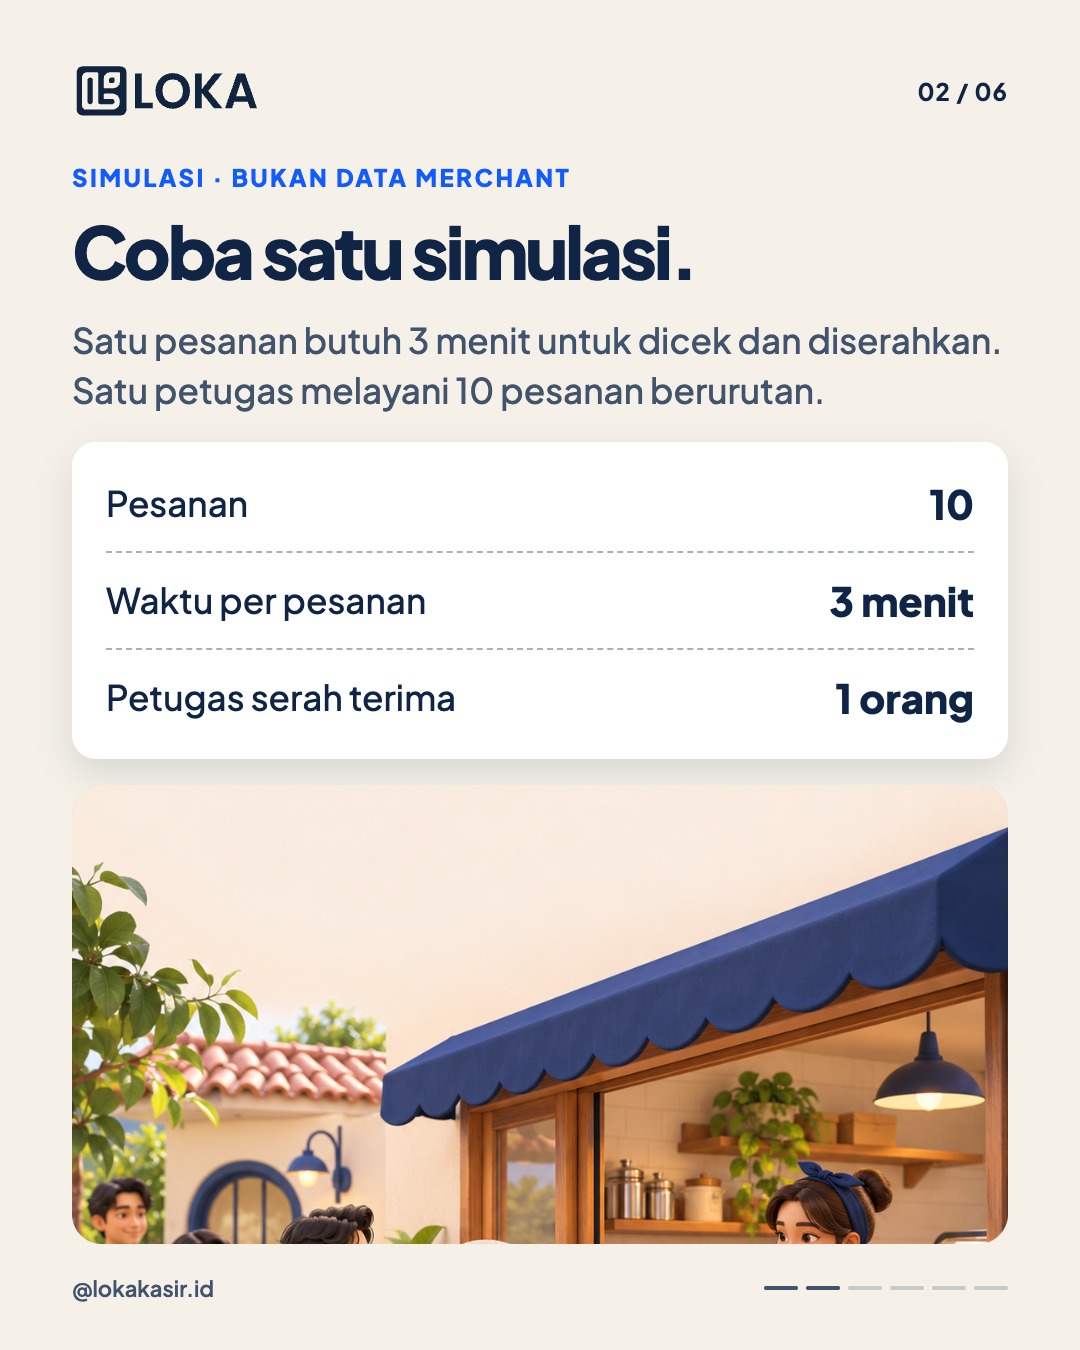 LOKA
02 / 06
SIMULASI · BUKAN DATA MERCHANT
Coba satu simulasi.
Satu pesanan butuh 3 menit untuk dicek dan diserahkan.
Satu petugas melayani 10 pesanan berurutan.
Pesanan 10
Waktu per pesanan 3 menit
Petugas serah terima 1 orang
@lokakasir.id